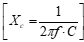 [X_c = 1/(2πf · C)]